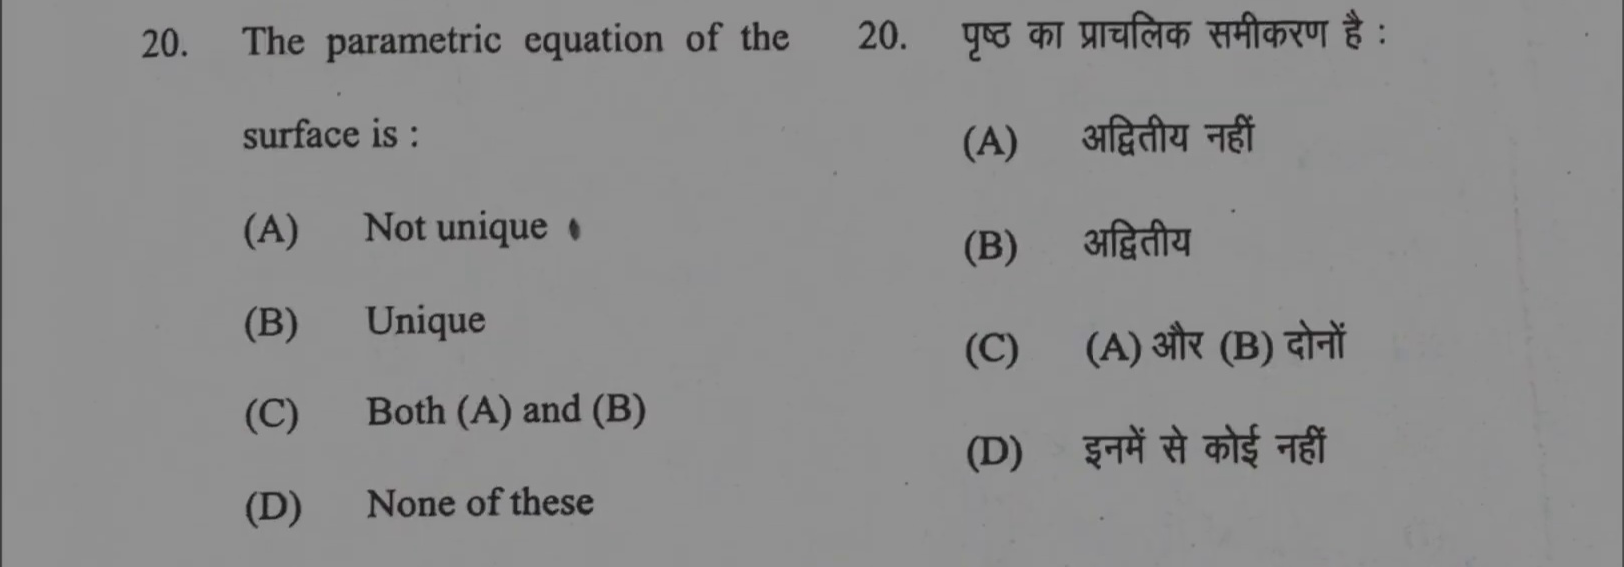 20. The parametric equation of the
surface is :
(A) Not unique
(B) Unique
(C) Both (A) and (B)
(D) None of these
20. पृष्ठ का प्राचलिक समीकरण है :
(A) अद्वितीय नहीं
(B) अद्वितीय
(C) (A) और (B) दोनों
(D) इनमें से कोई नहीं